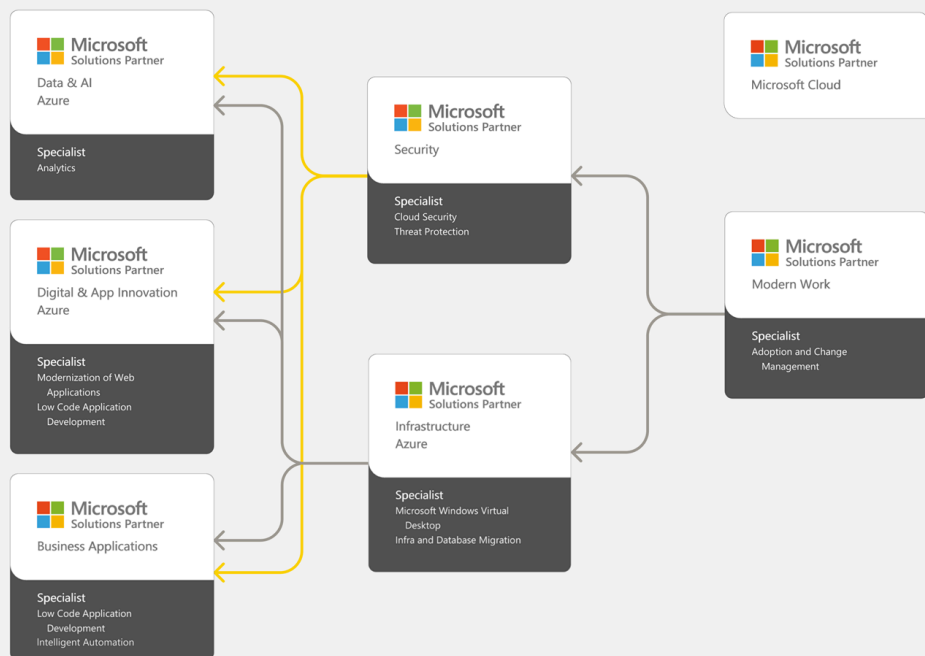 Microsoft
Solutions Partner
Data & AI
Azure
Specialist
Analytics
Microsoft
Solutions Partner
Digital & App Innovation
Azure
Specialist
Modernization of Web
Applications
Low Code Application
Development
Microsoft
Solutions Partner
Business Applications
Specialist
Low Code Application
Development
Intelligent Automation
Microsoft
Solutions Partner
Security
Specialist
Cloud Security
Threat Protection
Microsoft
Solutions Partner
Infrastructure
Azure
Specialist
Microsoft Windows Virtual
Desktop
Infra and Database Migration
Microsoft
Solutions Partner
Microsoft Cloud
Microsoft
Solutions Partner
Modern Work
Specialist
Adoption and Change
Management